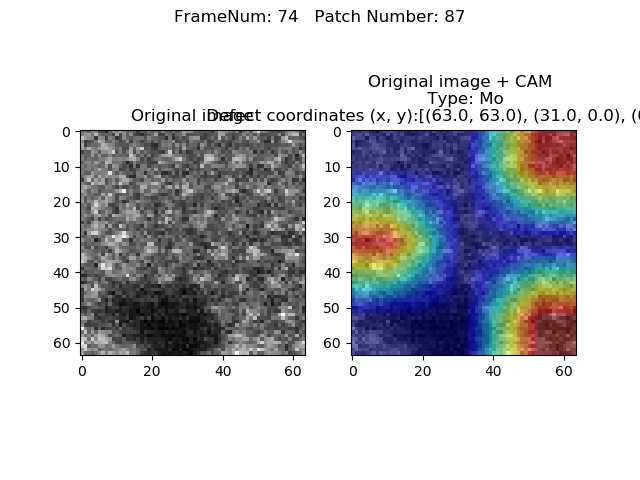 FrameNum: 74   Patch Number: 87
Original image + CAM
Type: Mo
Original image
Defect coordinates (x, y):[(63.0, 63.0), (31.0, 0.0), (
0
10
20
30
40
50
60
0 20 40 60
0
10
20
30
40
50
60
0 20 40 60